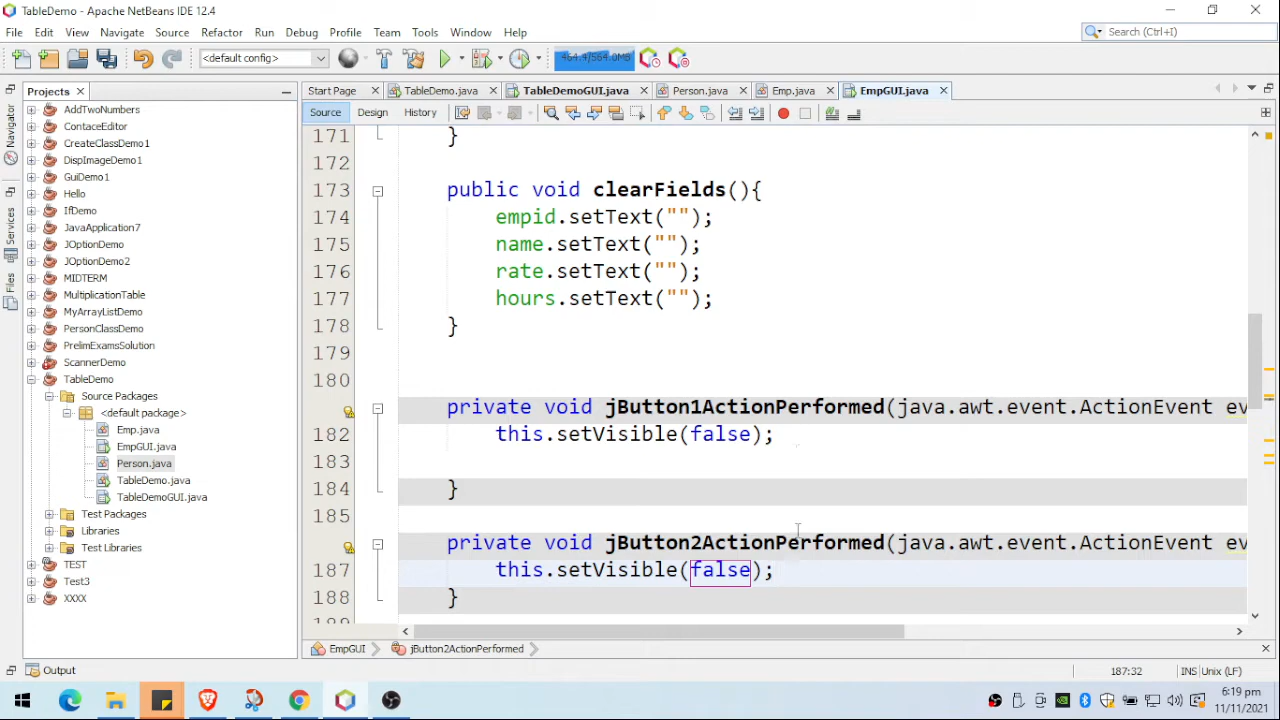 TableDemo - Apache NetBeans IDE 12.4
File Edit View Navigate Source Refactor Run Debug Profile Team Tools Window Help
Search (Ctrl+I)
<default config>
464.4/564.0MB
Projects
Start Page
TableDemo.java
TableDemoGUI.java
Person.java
Emp.java
EmpGUI.java
Source Design History
Navigator
Services
Files
AddTwoNumbers
ContaceEditor
CreateClassDemo1
DispImageDemo1
GuiDemo1
Hello
IfDemo
JavaApplication7
JOptionDemo
JOptionDemo2
MIDTERM
MultiplicationTable
MyArrayListDemo
PersonClassDemo
PrelimExamsSolution
ScannerDemo
TableDemo
Source Packages
<default package>
Emp.java
EmpGUI.java
Person.java
TableDemo.java
TableDemoGUI.java
Test Packages
Libraries
Test Libraries
TEST
Test3
XXXX
171 }
172
173 public void clearFields(){
174 empid.setText("");
175 name.setText("");
176 rate.setText("");
177 hours.setText("");
178 }
179
180
private void jButton1ActionPerformed(java.awt.event.ActionEvent ev
182 this.setVisible(false);
183
184 }
185
private void jButton2ActionPerformed(java.awt.event.ActionEvent ev
187 this.setVisible(false);
188 }
EmpGUI
jButton2ActionPerformed
Output
187:32
INS Unix (LF)
6:19 pm
11/11/2021